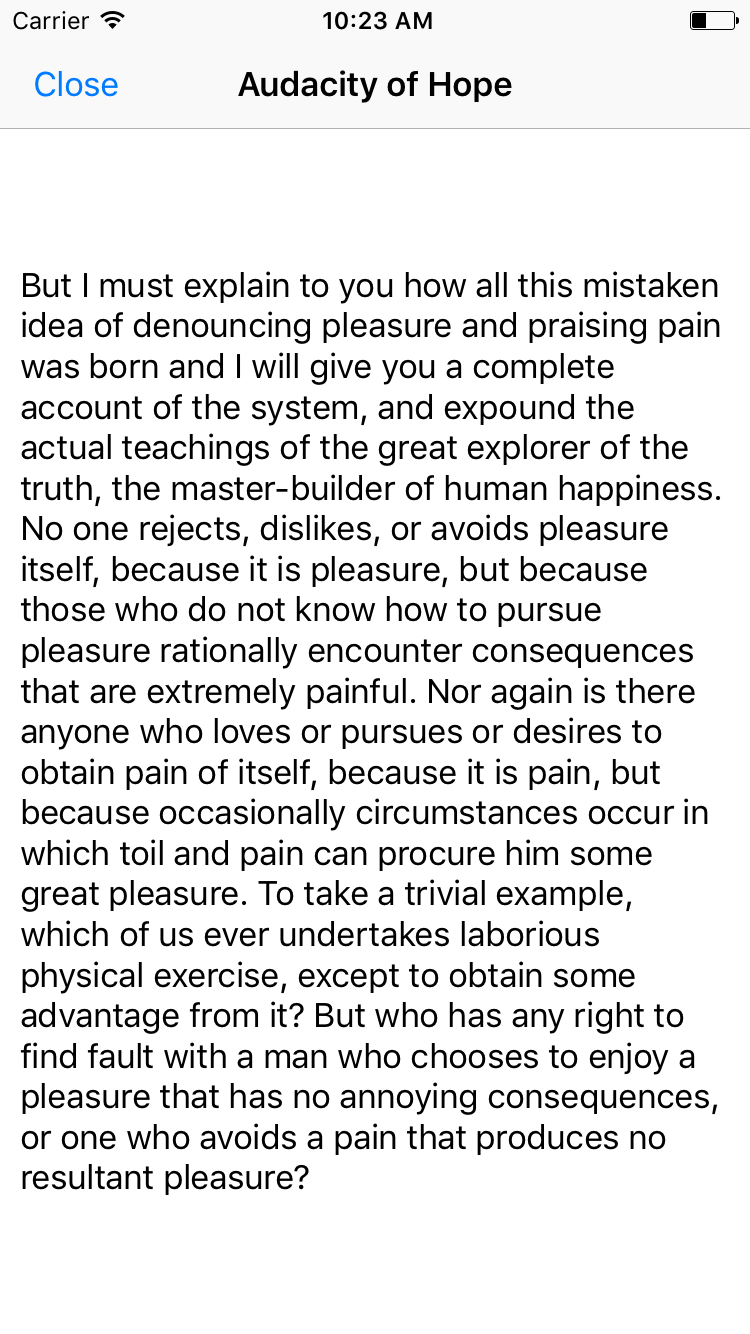 Carrier 10:23 AM
Close Audacity of Hope
But I must explain to you how all this mistaken
idea of denouncing pleasure and praising pain
was born and I will give you a complete
account of the system, and expound the
actual teachings of the great explorer of the
truth, the master-builder of human happiness.
No one rejects, dislikes, or avoids pleasure
itself, because it is pleasure, but because
those who do not know how to pursue
pleasure rationally encounter consequences
that are extremely painful. Nor again is there
anyone who loves or pursues or desires to
obtain pain of itself, because it is pain, but
because occasionally circumstances occur in
which toil and pain can procure him some
great pleasure. To take a trivial example,
which of us ever undertakes laborious
physical exercise, except to obtain some
advantage from it? But who has any right to
find fault with a man who chooses to enjoy a
pleasure that has no annoying consequences,
or one who avoids a pain that produces no
resultant pleasure?